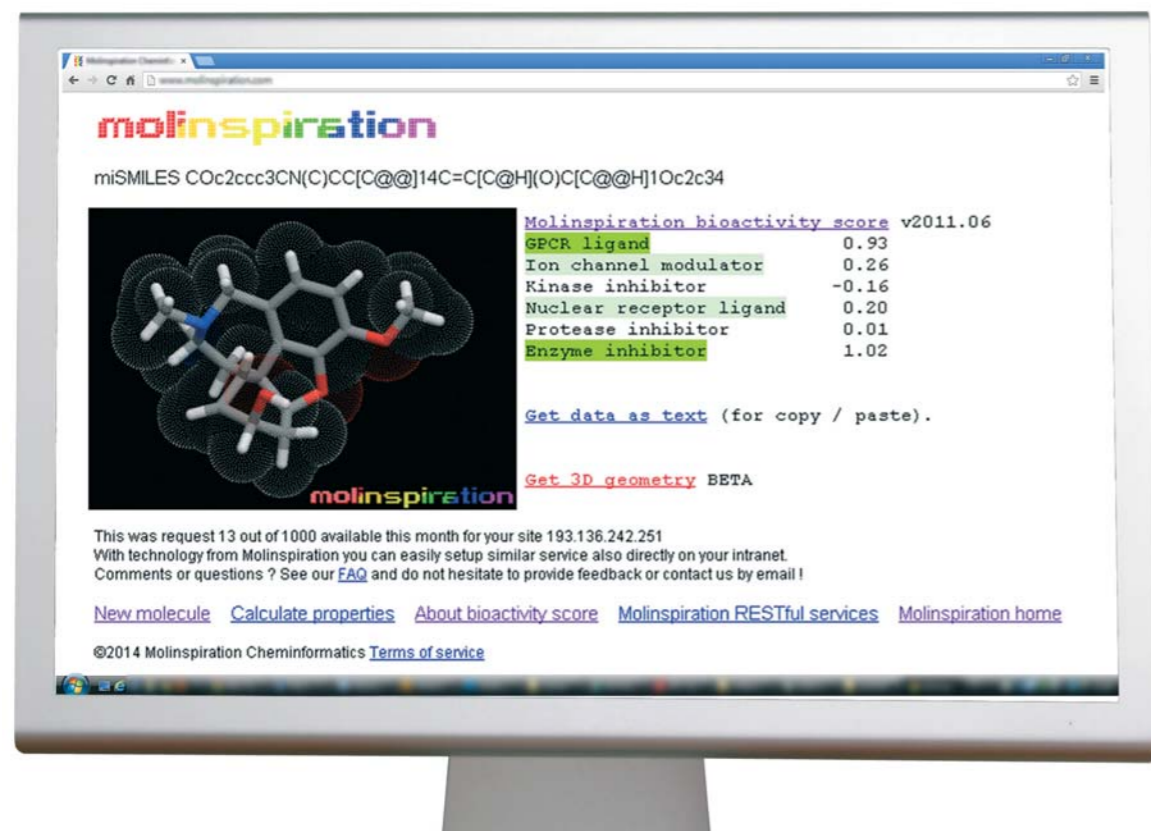 www.molinspiration.com
molinspiration
miSMILES COc2ccc3CN(C)CC[C@@]14C=C[C@H](O)C[C@@H]1Oc2c34
Molinspiration bioactivity score v2011.06
GPCR ligand 0.93
Ion channel modulator 0.26
Kinase inhibitor -0.16
Nuclear receptor ligand 0.20
Protease inhibitor 0.01
Enzyme inhibitor 1.02
Get data as text (for copy / paste).
Get 3D geometry BETA
molinspiration
This was request 13 out of 1000 available this month for your site 193.136.242.251
With technology from Molinspiration you can easily setup similar service also directly on your intranet.
Comments or questions ? See our FAQ and do not hesitate to provide feedback or contact us by email !
New molecule Calculate properties About bioactivity score Molinspiration RESTful services Molinspiration home
©2014 Molinspiration Cheminformatics Terms of service